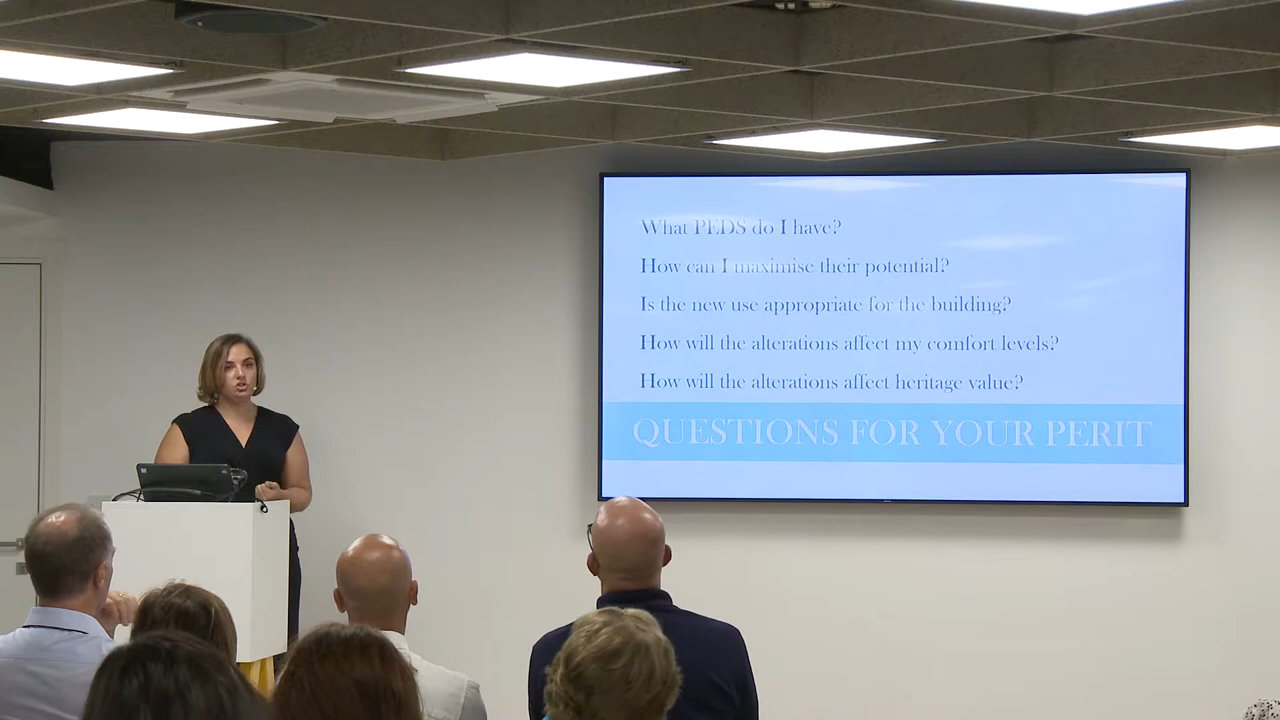 What PEDS do I have?
How can I maximise their potential?
Is the new use appropriate for the building?
How will the alterations affect my comfort levels?
How will the alterations affect heritage value?
QUESTIONS FOR YOUR PERIT